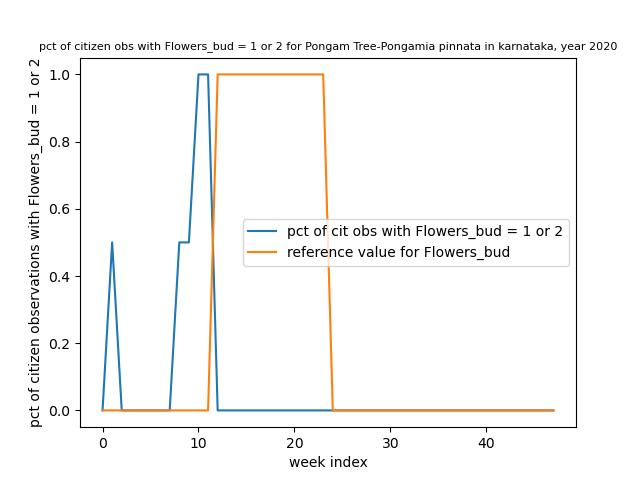 pct of citizen obs with Flowers_bud = 1 or 2 for Pongam Tree-Pongamia pinnata in karnataka, year 2020
pct of citizen observations with Flowers_bud = 1 or 2
1.0
0.8
0.6
0.4
0.2
0.0
pct of cit obs with Flowers_bud = 1 or 2
reference value for Flowers_bud
0 10 20 30 40
week index